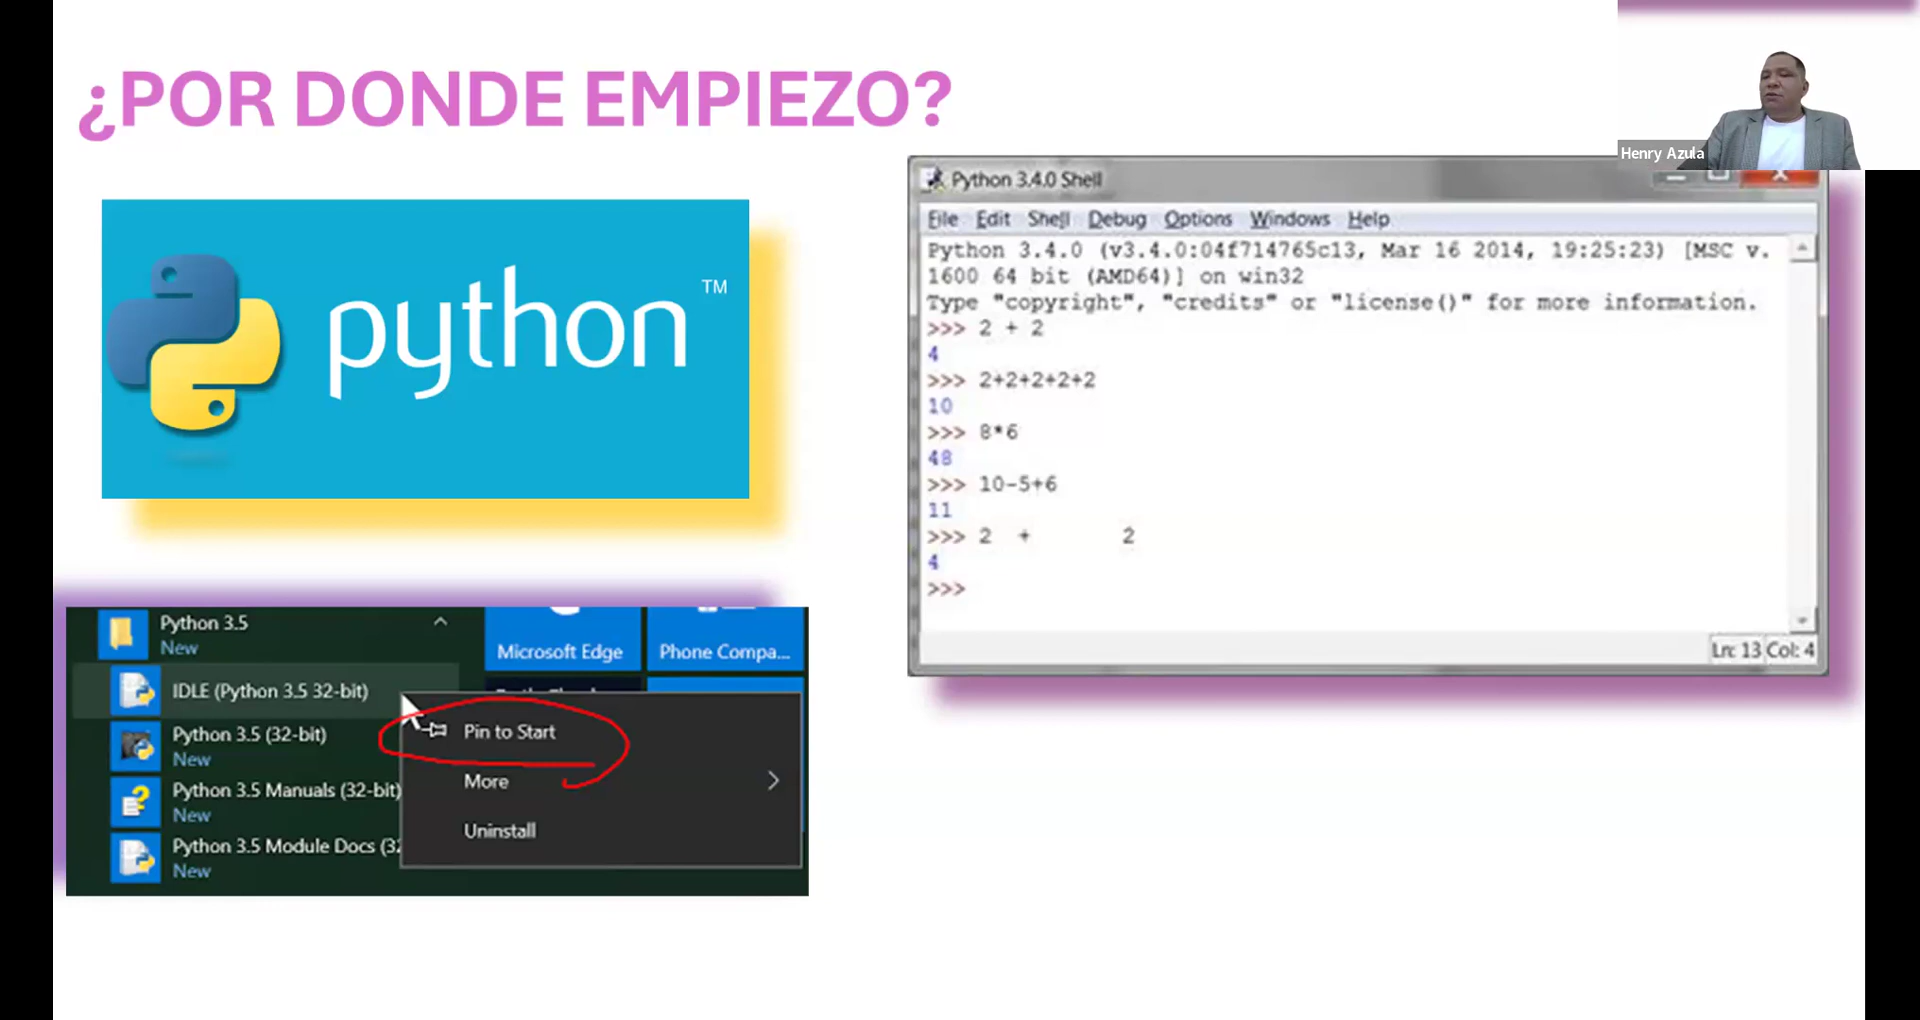 ¿POR DONDE EMPIEZO?
Henry Azula
python™
Python 3.4.0 Shell
File Edit Shell Debug Options Windows Help
Python 3.4.0 (v3.4.0:04f714765c13, Mar 16 2014, 19:25:23) [MSC v.
1600 64 bit (AMD64)] on win32
Type "copyright", "credits" or "license()" for more information.
>>> 2 + 2
4
>>> 2+2+2+2+2
10
>>> 8*6
48
>>> 10-5+6
11
>>> 2  +       2
4
>>>
Ln: 13 Col: 4
Python 3.5
New
IDLE (Python 3.5 32-bit)
Python 3.5 (32-bit)
New
Python 3.5 Manuals (32-bit)
New
Python 3.5 Module Docs (32
New
Microsoft Edge
Phone Compa...
Pin to Start
More
Uninstall